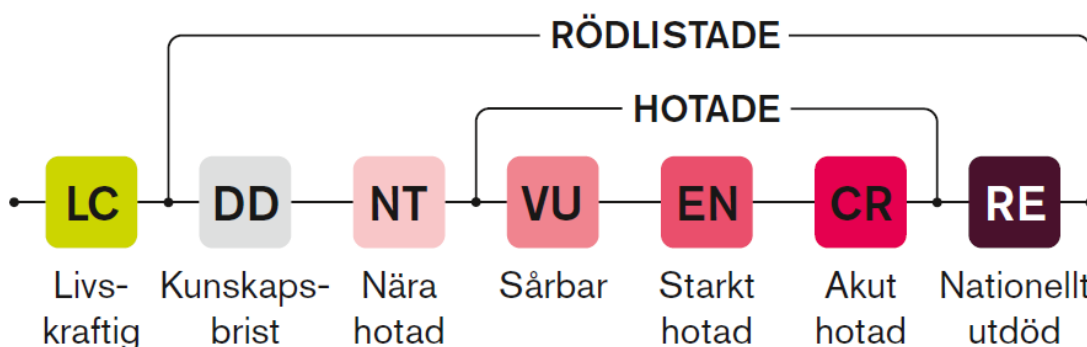 RÖDLISTADE
HOTADE
LC DD NT VU EN CR RE
Livs- Kunskaps- Nära Sårbar Starkt Akut Nationellt
kraftig brist hotad hotad hotad utdöd